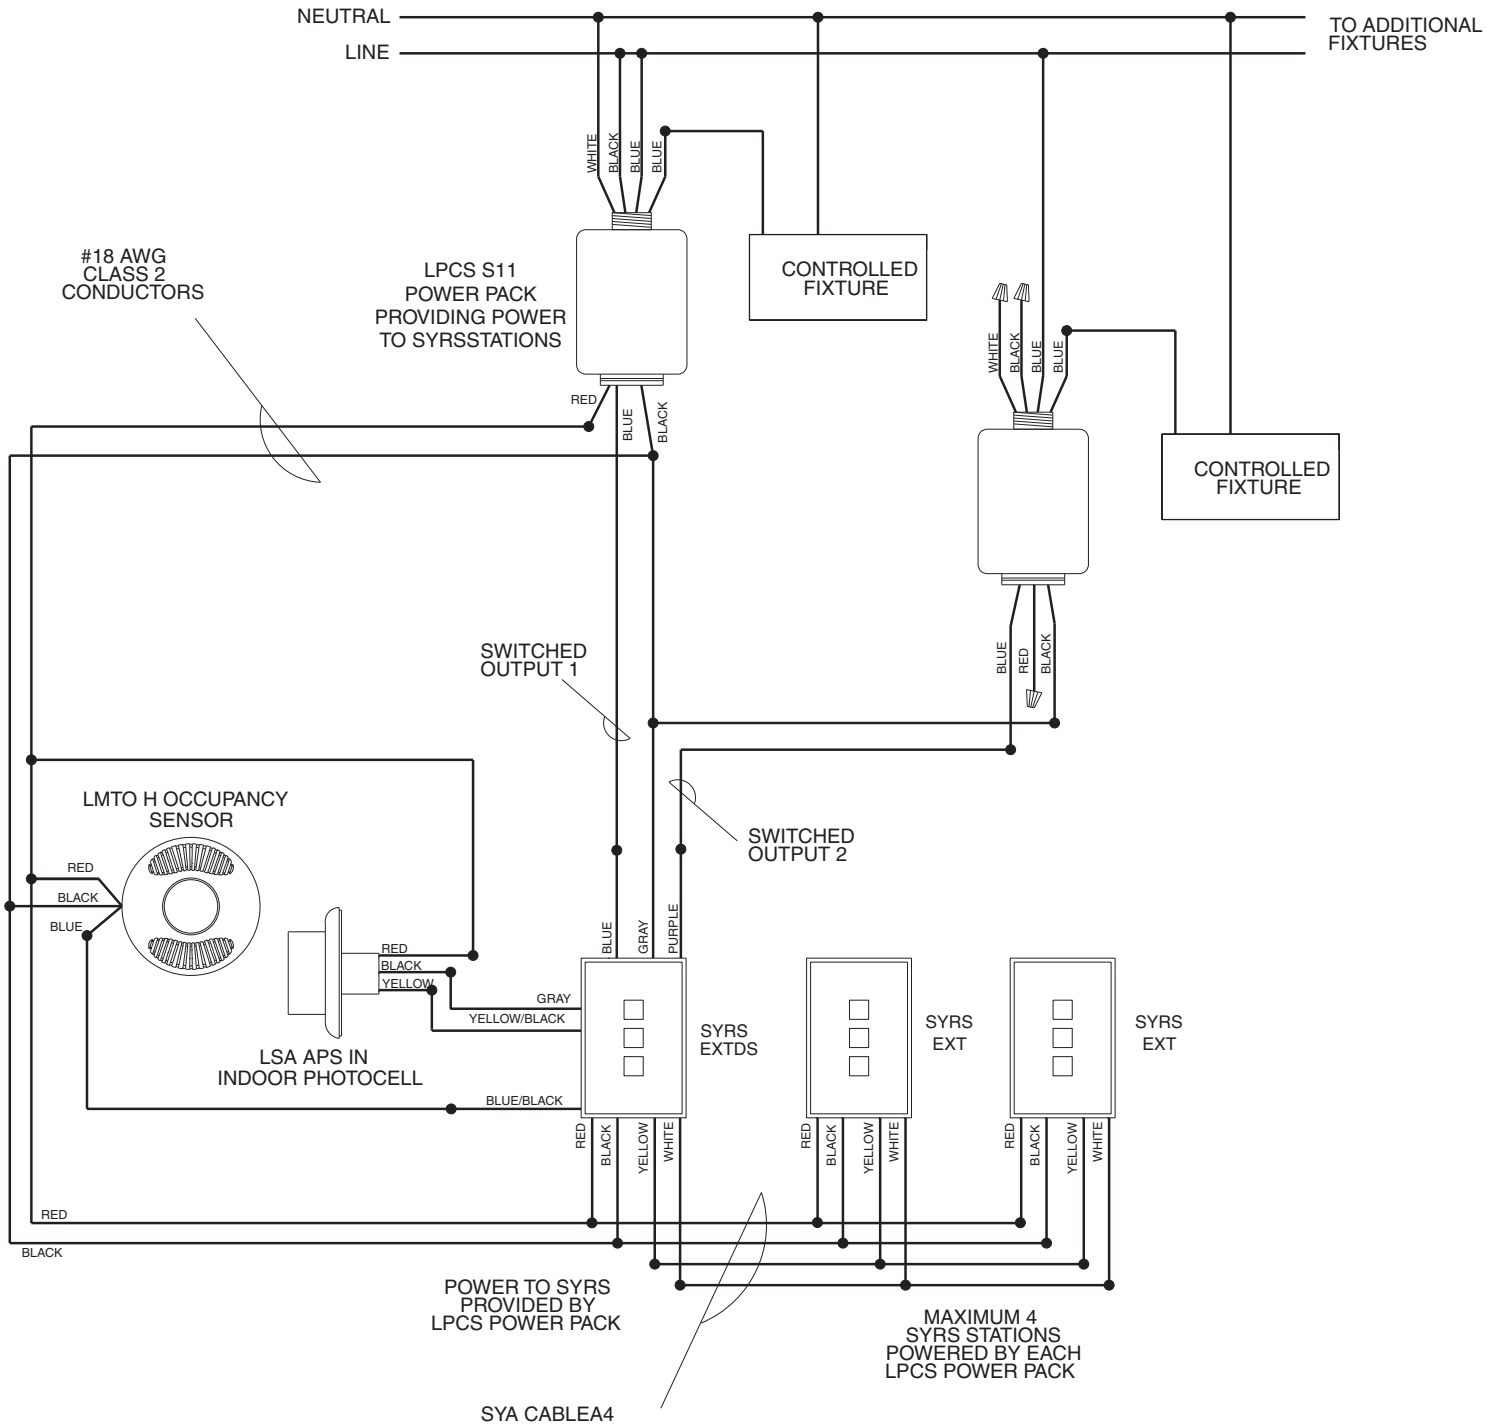 NEUTRAL
LINE
TO ADDITIONAL
FIXTURES
WHITE
BLACK
BLUE
BLUE
#18 AWG
CLASS 2
CONDUCTORS
LPCS S11
POWER PACK
PROVIDING POWER
TO SYRSSTATIONS
CONTROLLED
FIXTURE
WHITE
BLACK
BLUE
BLUE
RED
BLUE
BLACK
CONTROLLED
FIXTURE
SWITCHED
OUTPUT 1
BLUE
RED
BLACK
LMTO H OCCUPANCY
SENSOR
SWITCHED
OUTPUT 2
RED
BLACK
BLUE
BLUE
GRAY
PURPLE
RED
BLACK
YELLOW
GRAY
YELLOW/BLACK
SYRS
EXTDS
SYRS
EXT
SYRS
EXT
LSA APS IN
INDOOR PHOTOCELL
BLUE/BLACK
RED
BLACK
YELLOW
WHITE
RED
BLACK
YELLOW
WHITE
RED
BLACK
YELLOW
WHITE
RED
BLACK
POWER TO SYRS
PROVIDED BY
LPCS POWER PACK
MAXIMUM 4
SYRS STATIONS
POWERED BY EACH
LPCS POWER PACK
SYA CABLEA4